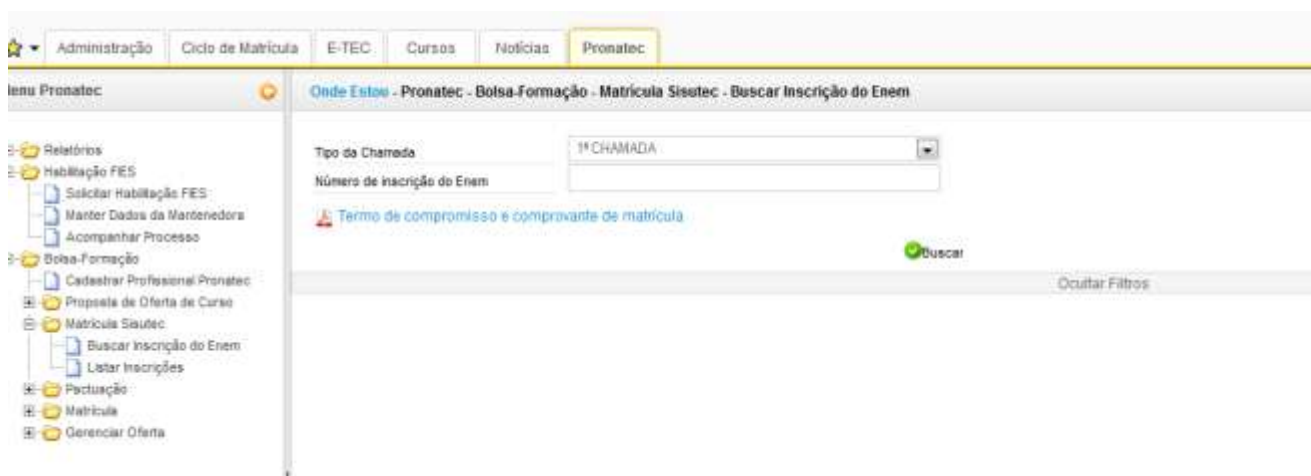 Administração Ciclo de Matrícula E-TEC Cursos Notícias Pronatec
Menu Pronatec
Onde Estou - Pronatec - Bolsa-Formação - Matrícula Sisutec - Buscar Inscrição do Enem
Relatórios
Habilitação FIES
Solicitar Habilitação FIES
Manter Dados da Mantenedora
Acompanhar Processo
Bolsa-Formação
Cadastrar Profissional Pronatec
Proposta de Oferta de Curso
Matrícula Sisutec
Buscar Inscrição do Enem
Listar Inscrições
Pactuação
Matrícula
Gerenciar Oferta
Tipo da Chamada 1ª CHAMADA
Número de inscrição do Enem
Termo de compromisso e comprovante de matrícula
Buscar
Ocultar Filtros